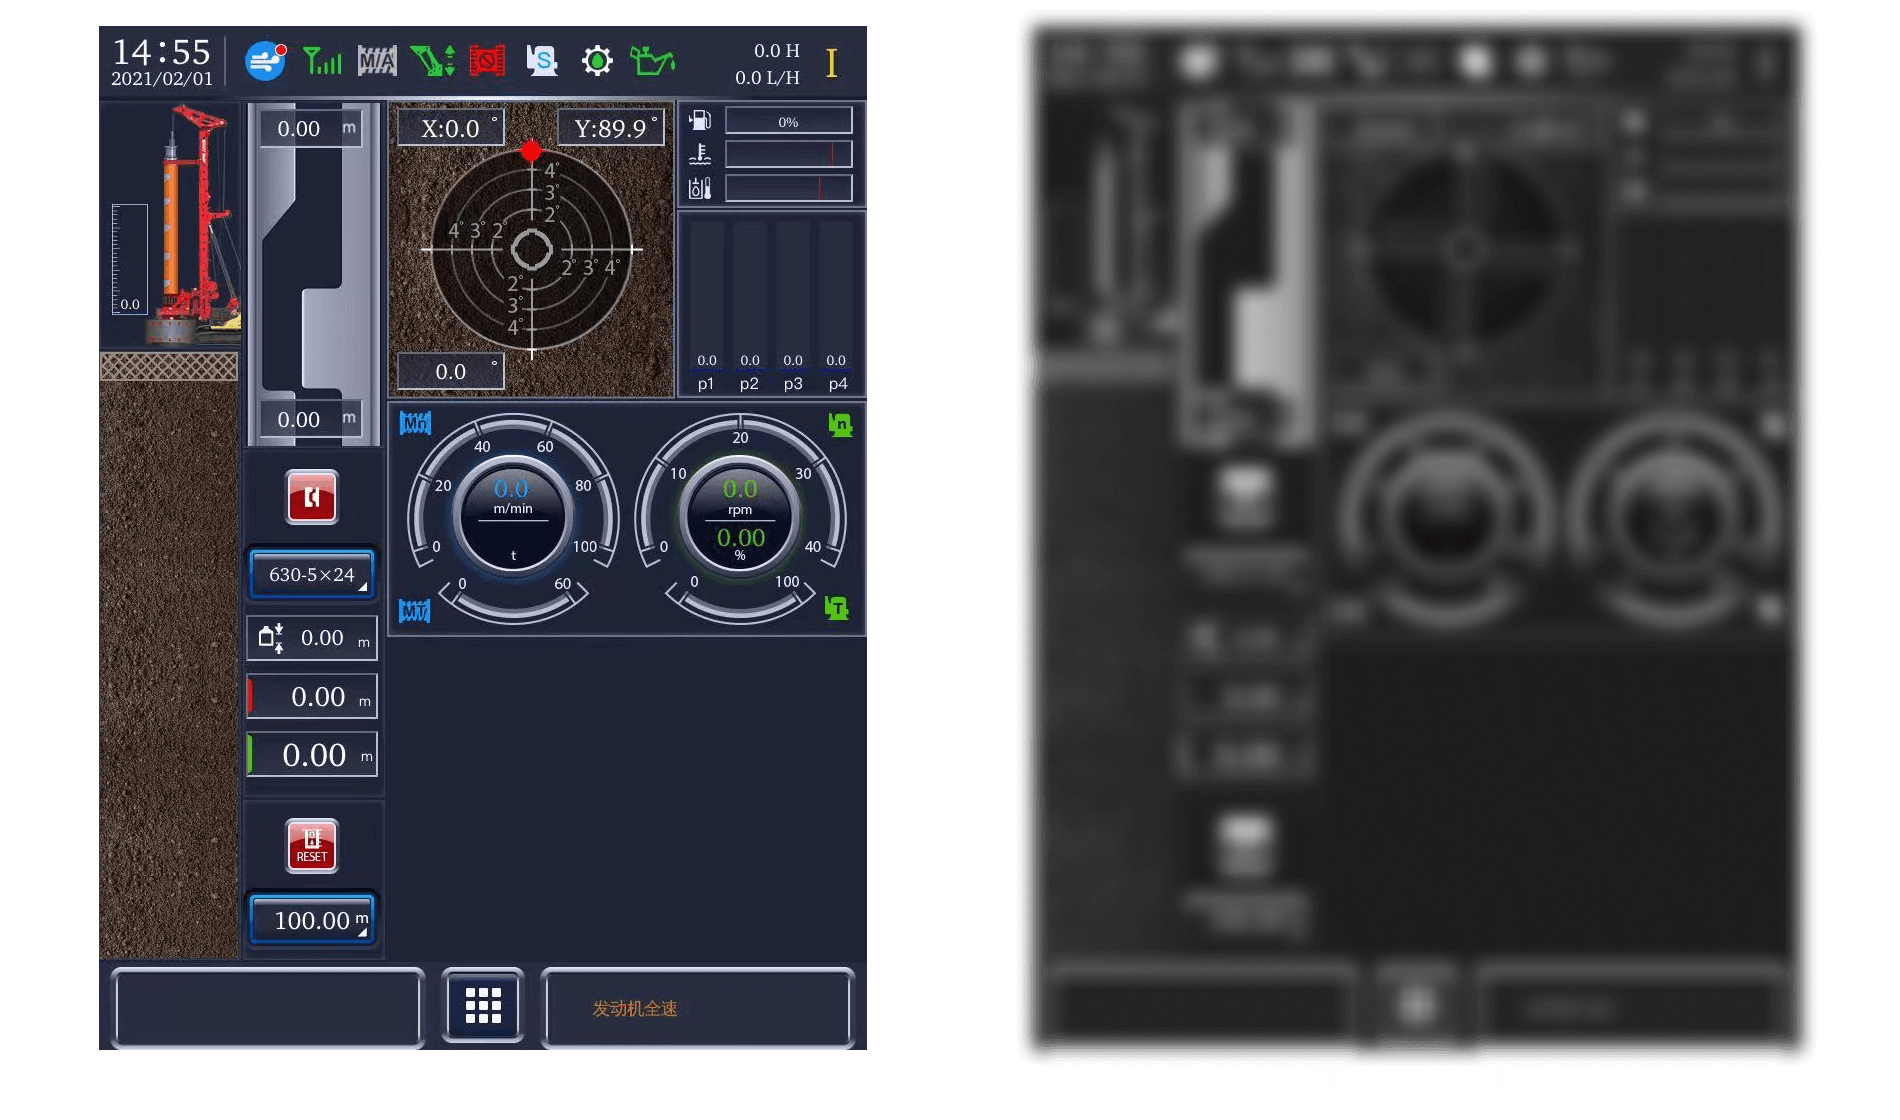 14:55
2021/02/01
M/A
S
0.0 H
0.0 L/H
I
0.00 m
X:0.0 °
Y:89.9 °
0%
4°
3°
2°
4° 3° 2°
2° 3° 4°
2°
3°
4°
0.0
0.0 °
0.00 m
0.0 0.0 0.0 0.0
p1 p2 p3 p4
Mn
n
0 20 40 60 80 100
0.0
m/min
t
0 60
MT
0 10 20 30 40
0.0
rpm
0.00
%
0 100
T
630-5×24
0.00 m
0.00 m
0.00 m
RESET
100.00 m
发动机全速